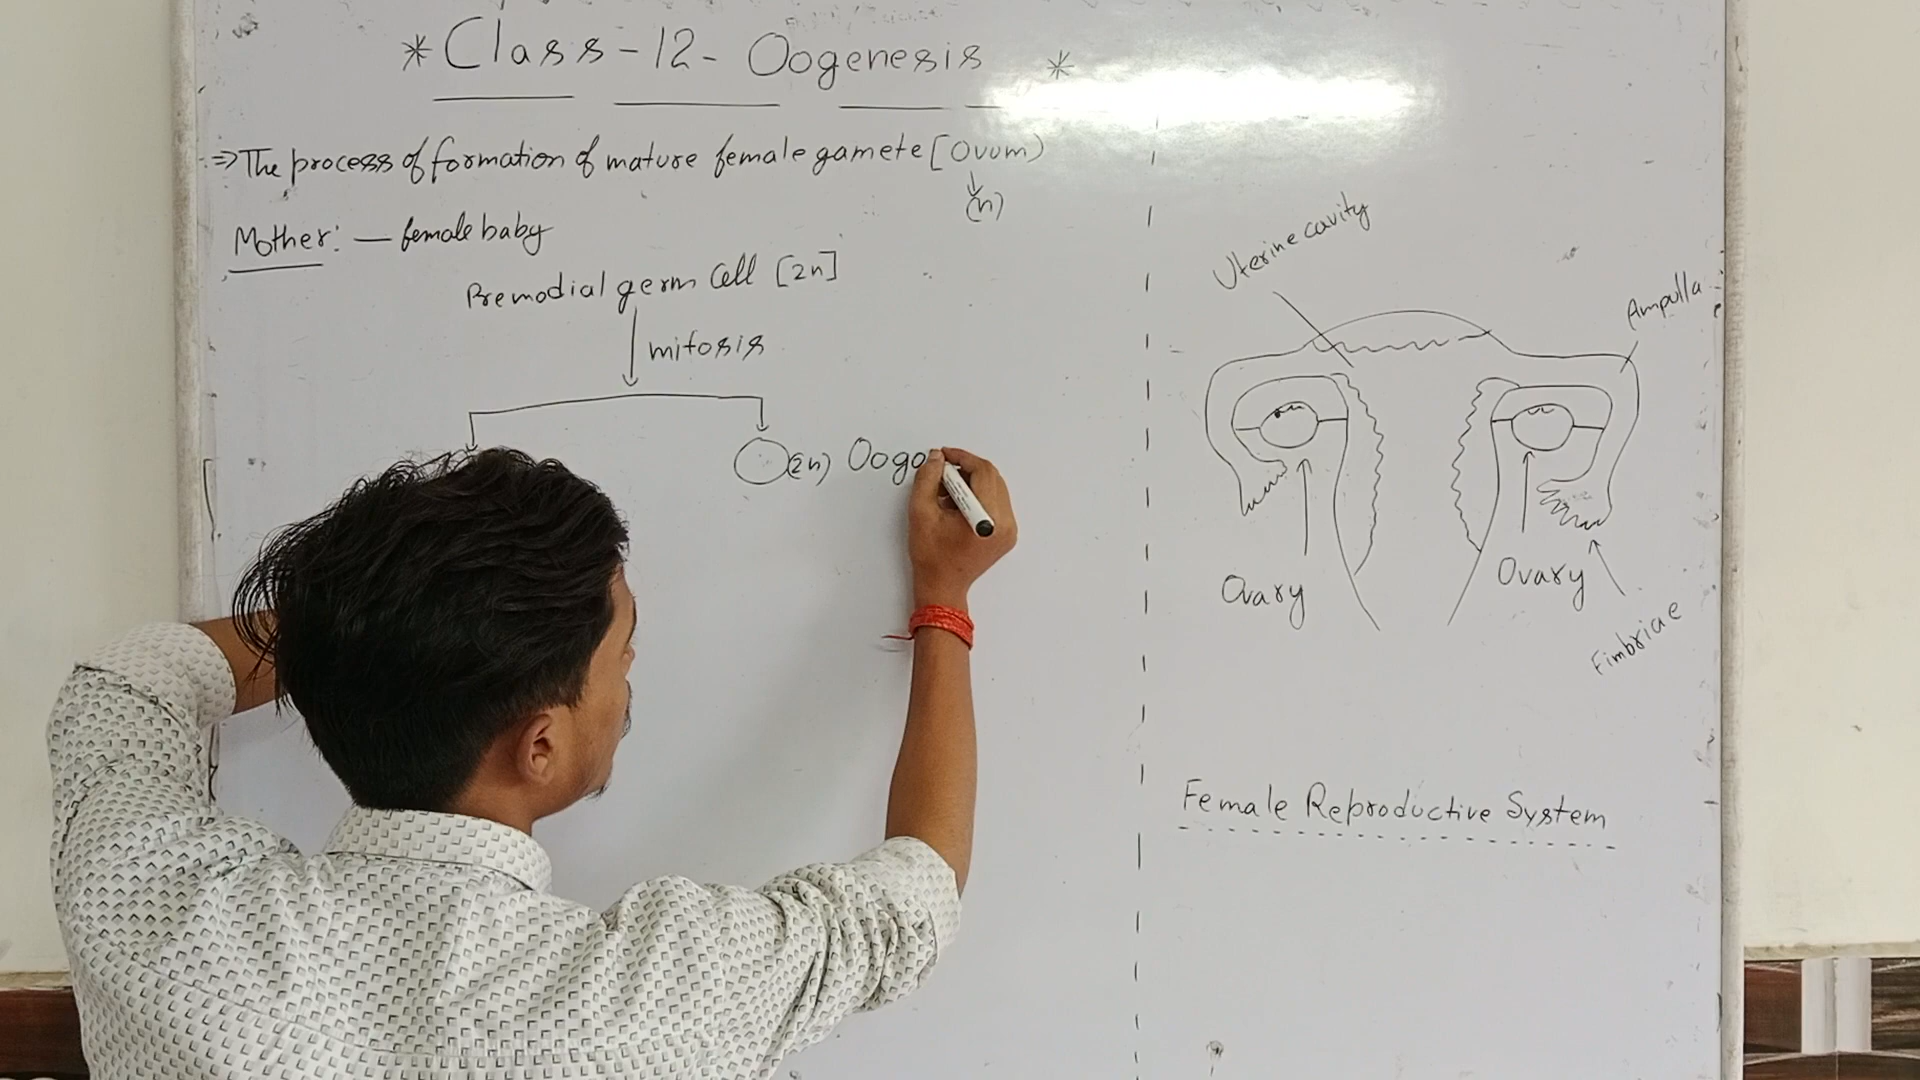 * Class-12- Oogenesis *
⇒ The process of formation of mature female gamete [Ovum)
(n)
Mother: — female baby
Premodial germ Cell [2n]
mitosis
(2n) Oogo
Uterine cavity
Ampulla
Ovary
Ovary
Fimbriae
Female Reproductive System